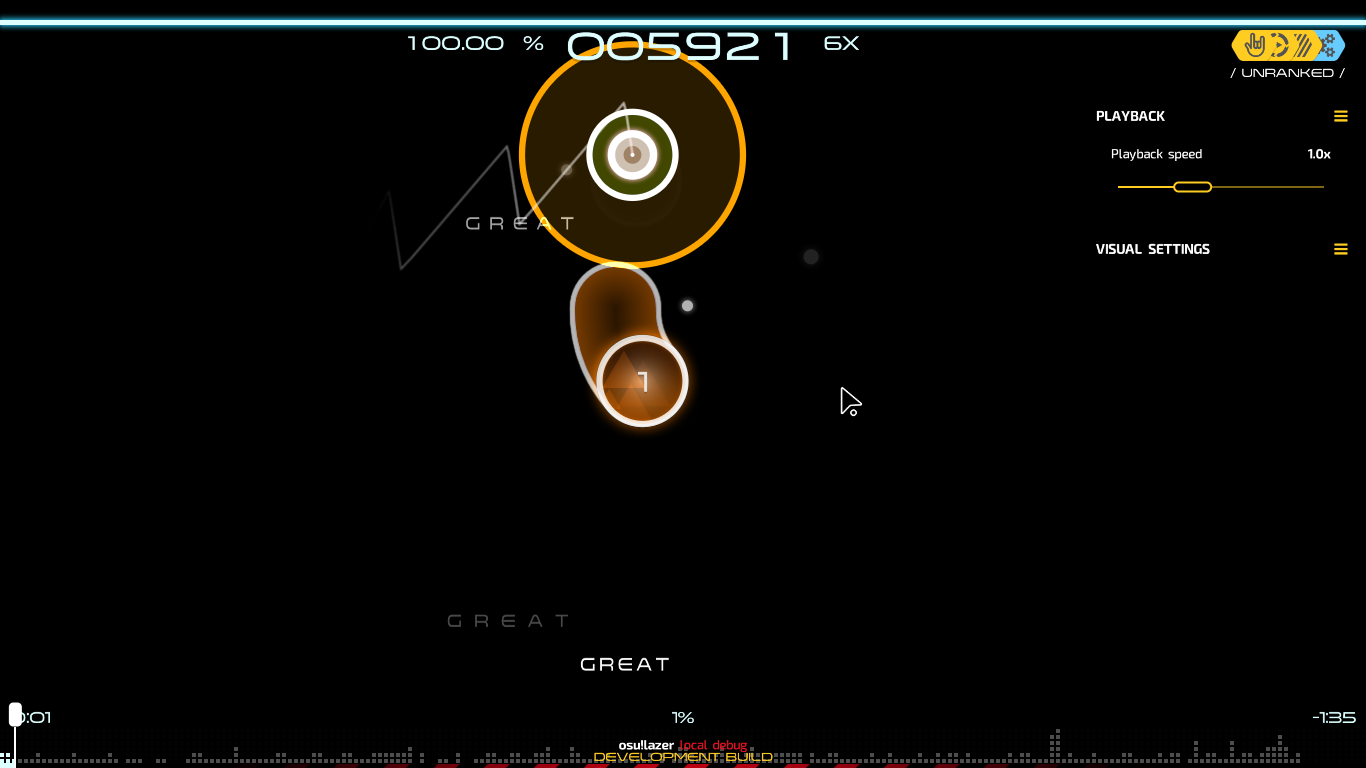 100.00 % 005921 6X
/ UNRANKED /
PLAYBACK
Playback speed 1.0x
GREAT
VISUAL SETTINGS
1
GREAT
GREAT
0:01 1% -1:35
osu!lazer local debug
DEVELOPMENT BUILD